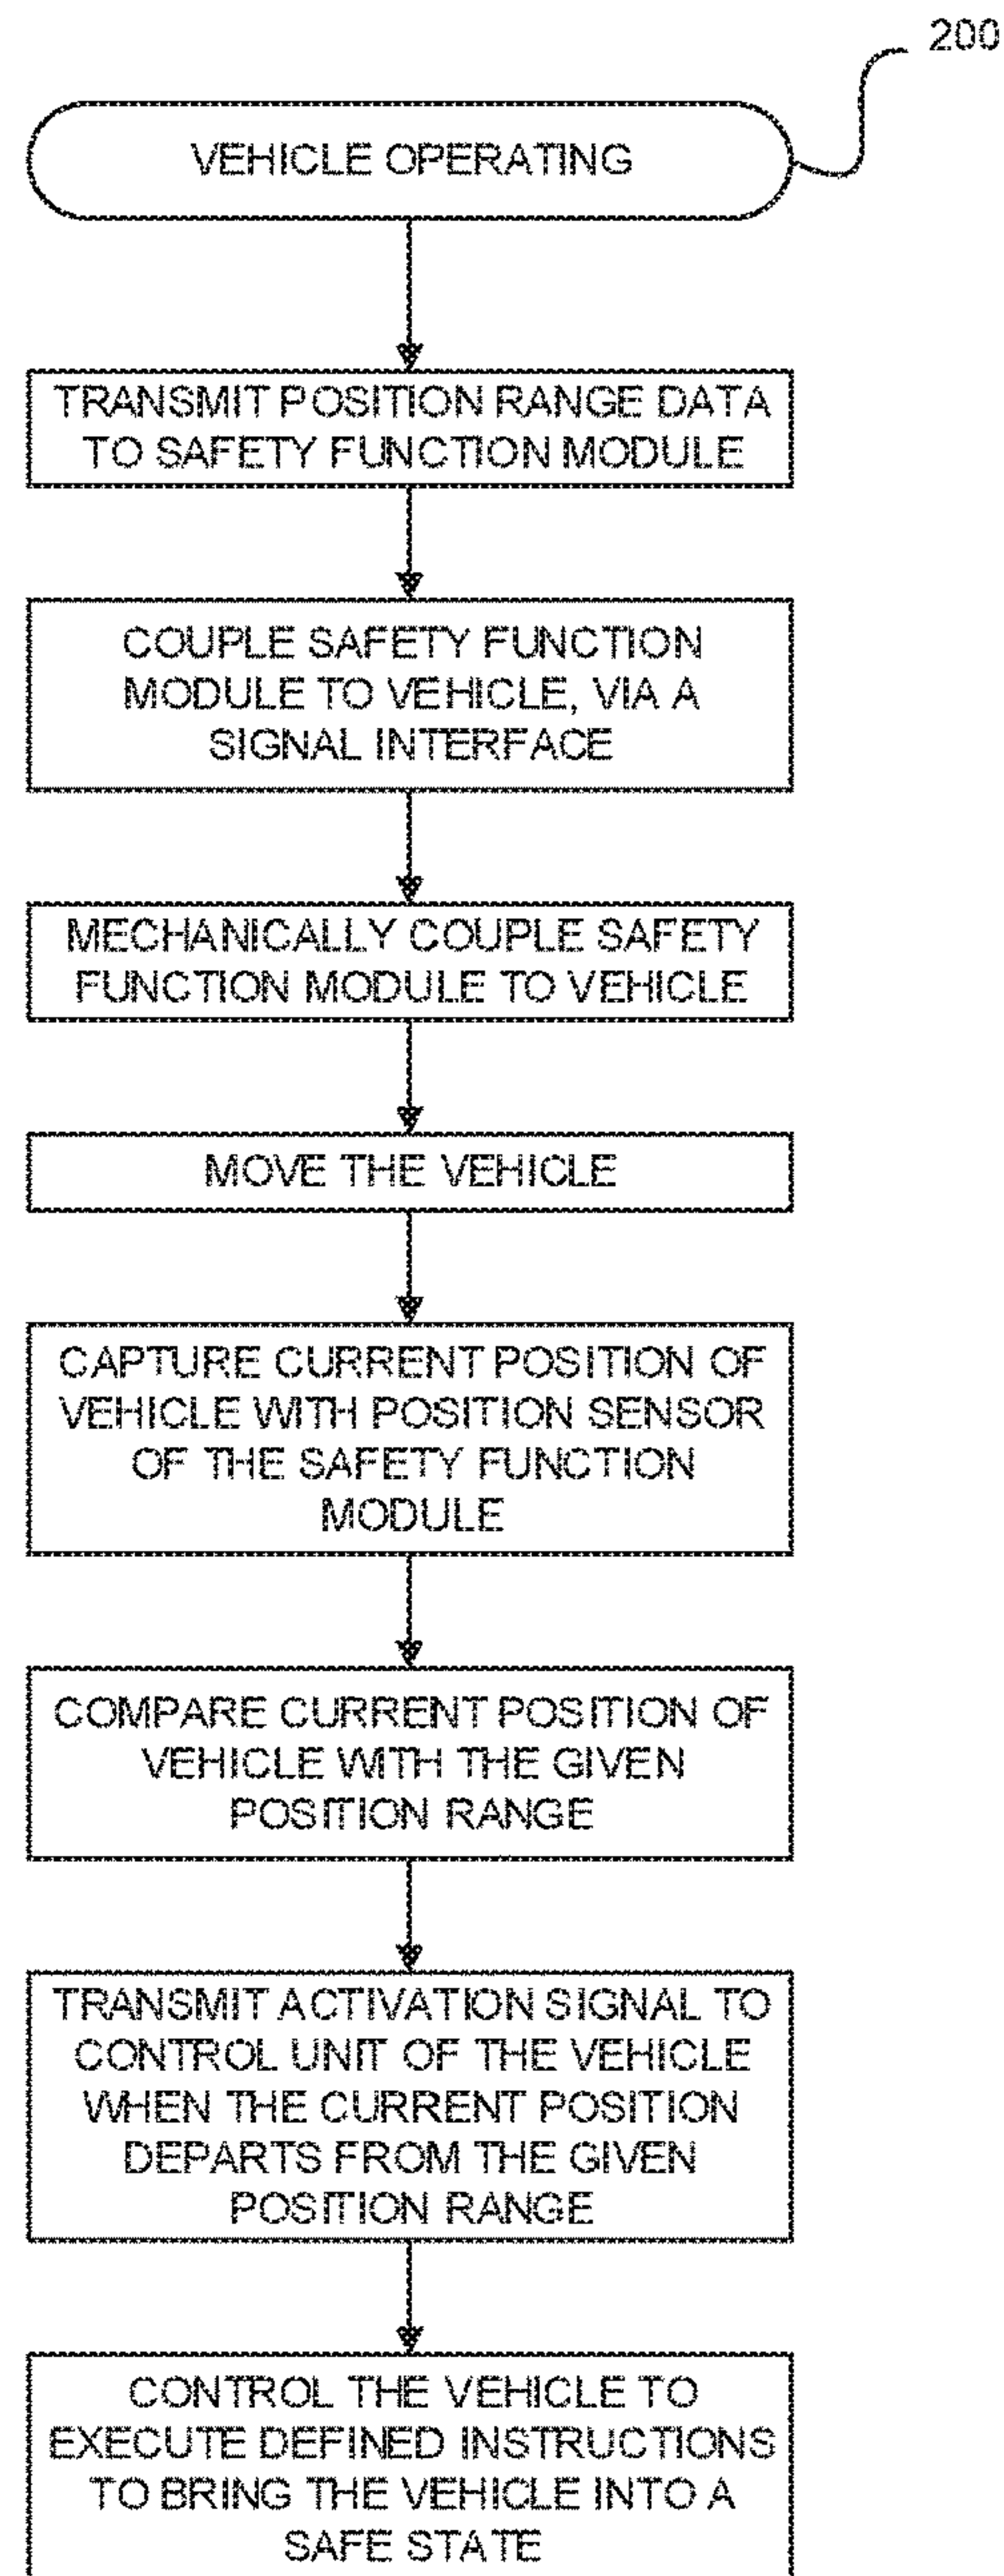 200
VEHICLE OPERATING
TRANSMIT POSITION RANGE DATA
TO SAFETY FUNCTION MODULE
COUPLE SAFETY FUNCTION
MODULE TO VEHICLE, VIA A
SIGNAL INTERFACE
MECHANICALLY COUPLE SAFETY
FUNCTION MODULE TO VEHICLE
MOVE THE VEHICLE
CAPTURE CURRENT POSITION OF
VEHICLE WITH POSITION SENSOR
OF THE SAFETY FUNCTION
MODULE
COMPARE CURRENT POSITION OF
VEHICLE WITH THE GIVEN
POSITION RANGE
TRANSMIT ACTIVATION SIGNAL TO
CONTROL UNIT OF THE VEHICLE
WHEN THE CURRENT POSITION
DEPARTS FROM THE GIVEN
POSITION RANGE
CONTROL THE VEHICLE TO
EXECUTE DEFINED INSTRUCTIONS
TO BRING THE VEHICLE INTO A
SAFE STATE